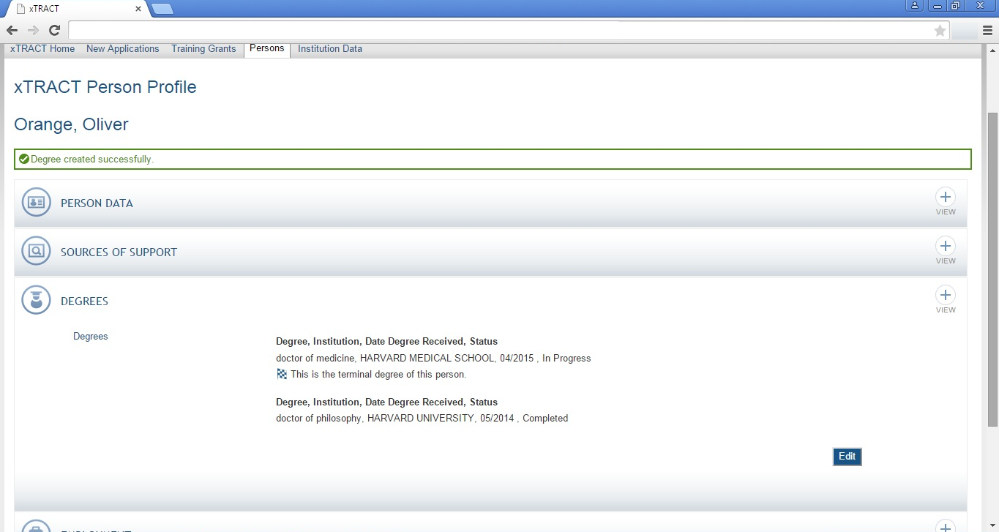 xTRACT
xTRACT Home New Applications Training Grants Persons Institution Data
xTRACT Person Profile
Orange, Oliver
Degree created successfully.
PERSON DATA
VIEW
SOURCES OF SUPPORT
VIEW
DEGREES
VIEW
Degrees
Degree, Institution, Date Degree Received, Status
doctor of medicine, HARVARD MEDICAL SCHOOL, 04/2015 , In Progress
This is the terminal degree of this person.
Degree, Institution, Date Degree Received, Status
doctor of philosophy, HARVARD UNIVERSITY, 05/2014 , Completed
Edit